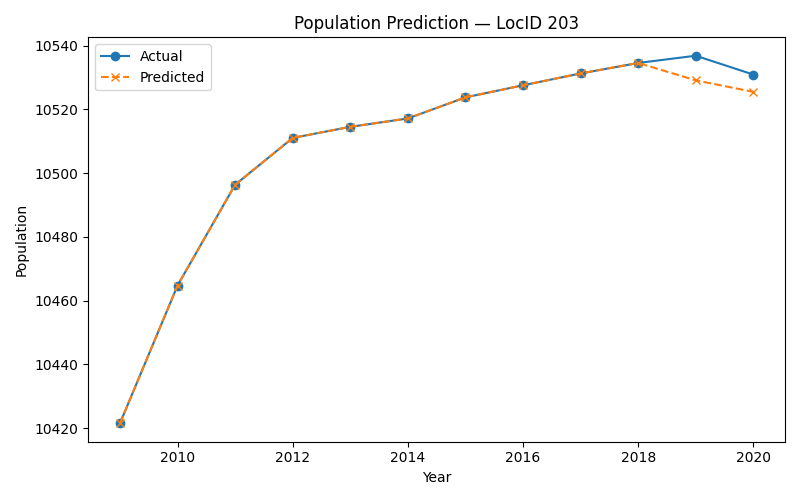 Population Prediction — LocID 203
Actual
Predicted
10540
10520
10500
10480
10460
10440
10420
Population
2010
2012
2014
2016
2018
2020
Year